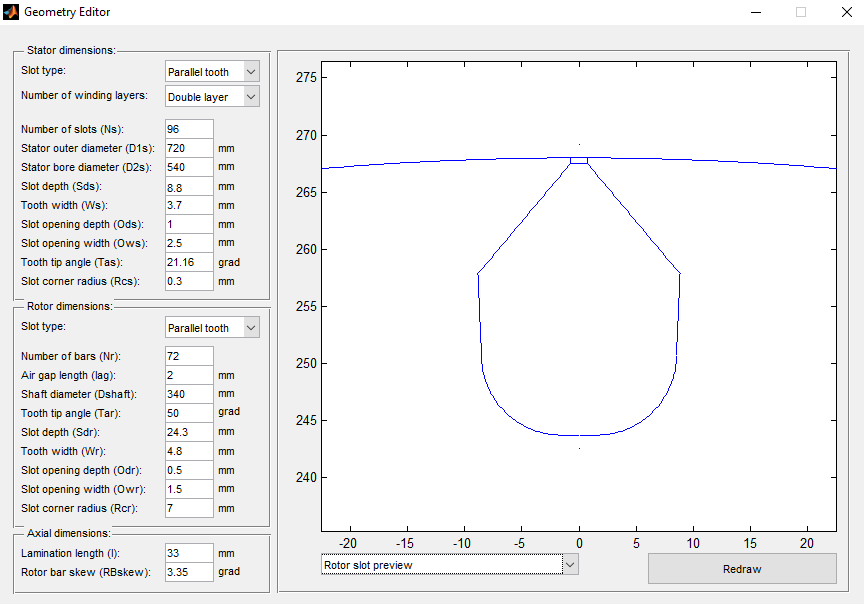 Geometry Editor
Stator dimensions:
Slot type: Parallel tooth
Number of winding layers: Double layer
Number of slots (Ns): 96
Stator outer diameter (D1s): 720 mm
Stator bore diameter (D2s): 540 mm
Slot depth (Sds): 8.8 mm
Tooth width (Ws): 3.7 mm
Slot opening depth (Ods): 1 mm
Slot opening width (Ows): 2.5 mm
Tooth tip angle (Tas): 21.16 grad
Slot corner radius (Rcs): 0.3 mm
Rotor dimensions:
Slot type: Parallel tooth
Number of bars (Nr): 72
Air gap length (lag): 2 mm
Shaft diameter (Dshaft): 340 mm
Tooth tip angle (Tar): 50 grad
Slot depth (Sdr): 24.3 mm
Tooth width (Wr): 4.8 mm
Slot opening depth (Odr): 0.5 mm
Slot opening width (Owr): 1.5 mm
Slot corner radius (Rcr): 7 mm
Axial dimensions:
Lamination length (l): 33 mm
Rotor bar skew (RBskew): 3.35 grad
275
270
265
260
255
250
245
240
-20 -15 -10 -5 0 5 10 15 20
Rotor slot preview
Redraw